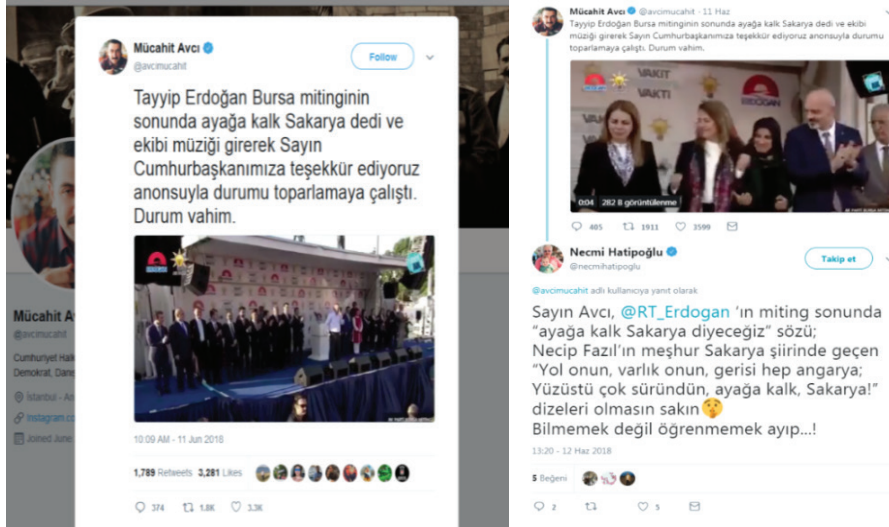 Mücahit Avcı
@avcimucahit
Follow
Tayyip Erdoğan Bursa mitinginin
sonunda ayağa kalk Sakarya dedi ve
ekibi müziği girerek Sayın
Cumhurbaşkanımıza teşekkür ediyoruz
anonsuyla durumu toparlamaya çalıştı.
Durum vahim.
10:09 AM - 11 Jun 2018
1,789 Retweets 3,281 Likes
374 1.8K 3.3K
Mücahit A
@avcimucahit
Cumhuriyet Halk
Demokrat, Danış
İstanbul - An
Instagram.co
Joined June
Mücahit Avcı @avcimucahit · 11 Haz
Tayyip Erdoğan Bursa mitinginin sonunda ayağa kalk Sakarya dedi ve ekibi
müziği girerek Sayın Cumhurbaşkanımıza teşekkür ediyoruz anonsuyla durumu
toparlamaya çalıştı. Durum vahim.
VAKIT
VAKTI
ERDOĞAN
0:04 282 B görüntülenme
405 1911 3599
Necmi Hatipoğlu
@necmihatipoglu
Takip et
@avcimucahit adlı kullanıcıya yanıt olarak
Sayın Avcı, @RT_Erdogan 'ın miting sonunda
“ayağa kalk Sakarya diyeceğiz” sözü;
Necip Fazıl'ın meşhur Sakarya şiirinde geçen
“Yol onun, varlık onun, gerisi hep angarya;
Yüzüstü çok süründün, ayağa kalk, Sakarya!”
dizeleri olmasın sakın
Bilmemek değil öğrenmemek ayıp...!
13:20 - 12 Haz 2018
5 Beğeni
2 5